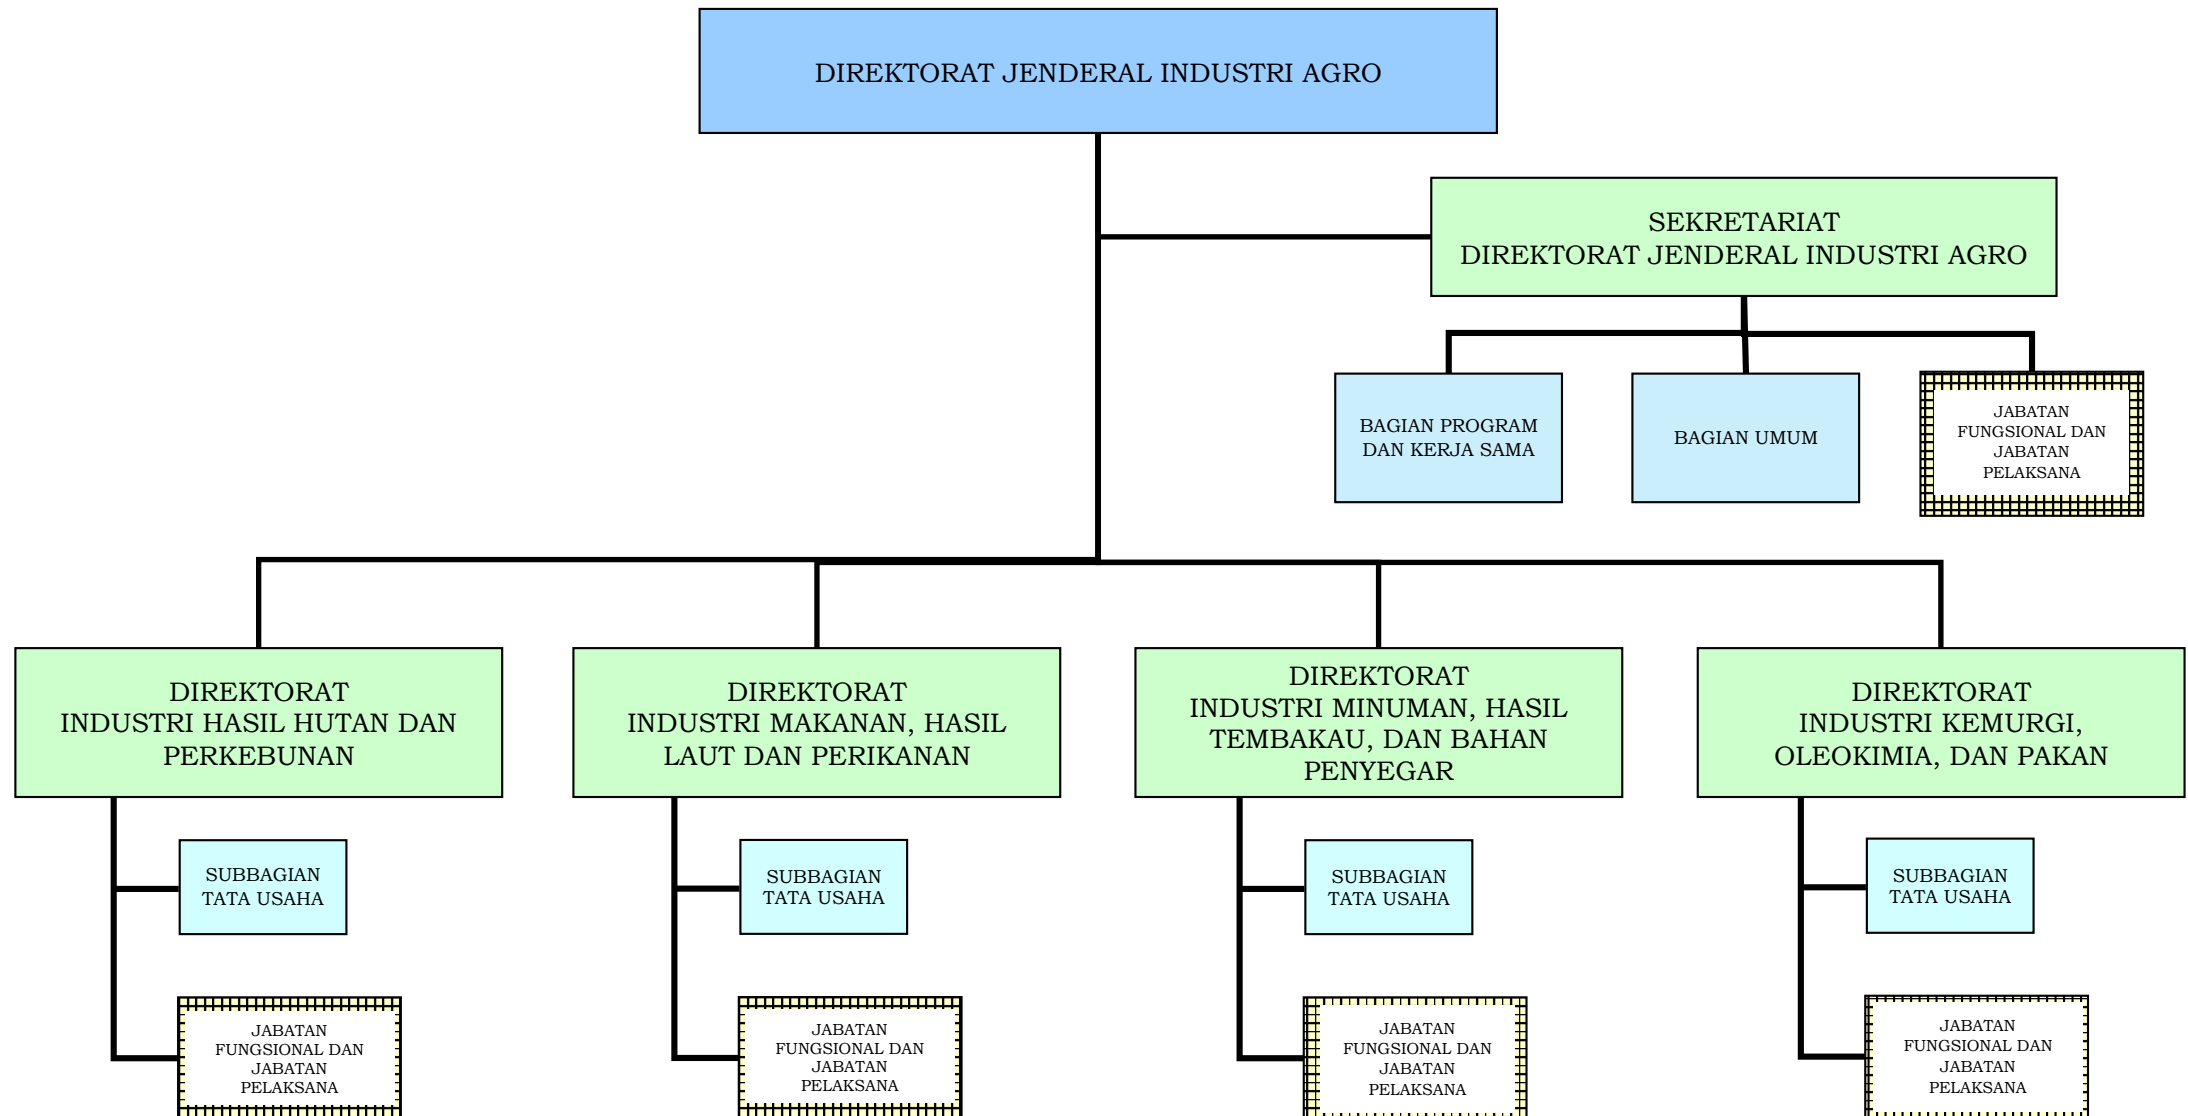 DIREKTORAT JENDERAL INDUSTRI AGRO
SEKRETARIAT
DIREKTORAT JENDERAL INDUSTRI AGRO
BAGIAN PROGRAM
DAN KERJA SAMA
BAGIAN UMUM
JABATAN
FUNGSIONAL DAN
JABATAN
PELAKSANA
DIREKTORAT
INDUSTRI HASIL HUTAN DAN
PERKEBUNAN
DIREKTORAT
INDUSTRI MAKANAN, HASIL
LAUT DAN PERIKANAN
DIREKTORAT
INDUSTRI MINUMAN, HASIL
TEMBAKAU, DAN BAHAN
PENYEGAR
DIREKTORAT
INDUSTRI KEMURGI,
OLEOKIMIA, DAN PAKAN
SUBBAGIAN
TATA USAHA
SUBBAGIAN
TATA USAHA
SUBBAGIAN
TATA USAHA
SUBBAGIAN
TATA USAHA
JABATAN
FUNGSIONAL DAN
JABATAN
PELAKSANA
JABATAN
FUNGSIONAL DAN
JABATAN
PELAKSANA
JABATAN
FUNGSIONAL DAN
JABATAN
PELAKSANA
JABATAN
FUNGSIONAL DAN
JABATAN
PELAKSANA